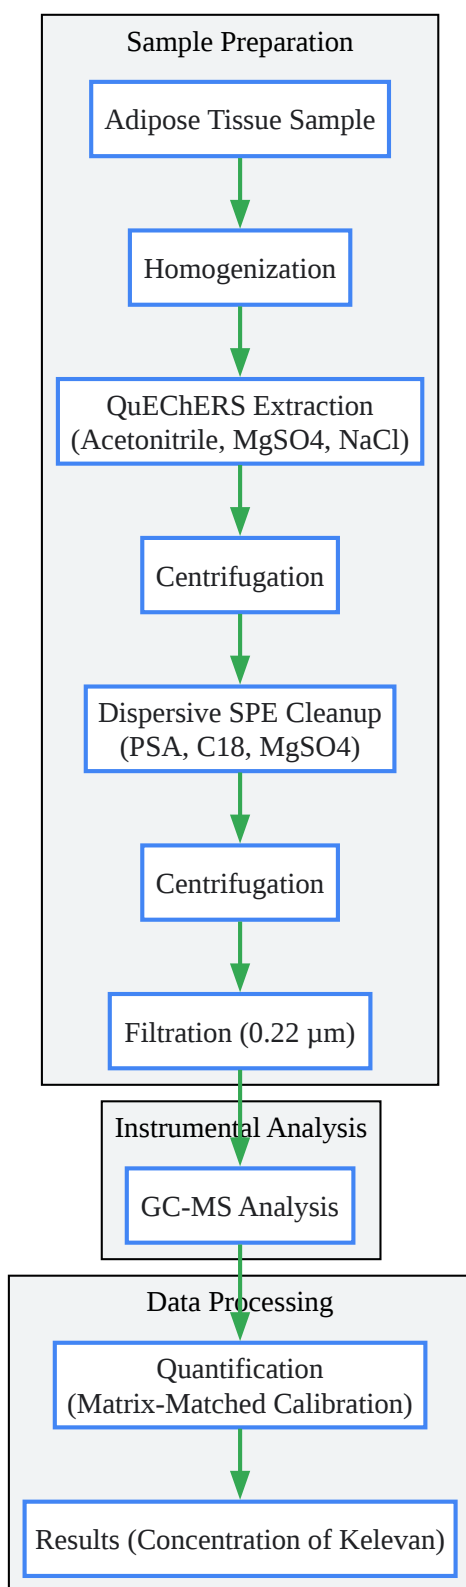 Sample Preparation
Adipose Tissue Sample
Homogenization
QuEChERS Extraction
(Acetonitrile, MgSO4, NaCl)
Centrifugation
Dispersive SPE Cleanup
(PSA, C18, MgSO4)
Centrifugation
Filtration (0.22 µm)
Instrumental Analysis
GC-MS Analysis
Data Processing
Quantification
(Matrix-Matched Calibration)
Results (Concentration of Kelevan)